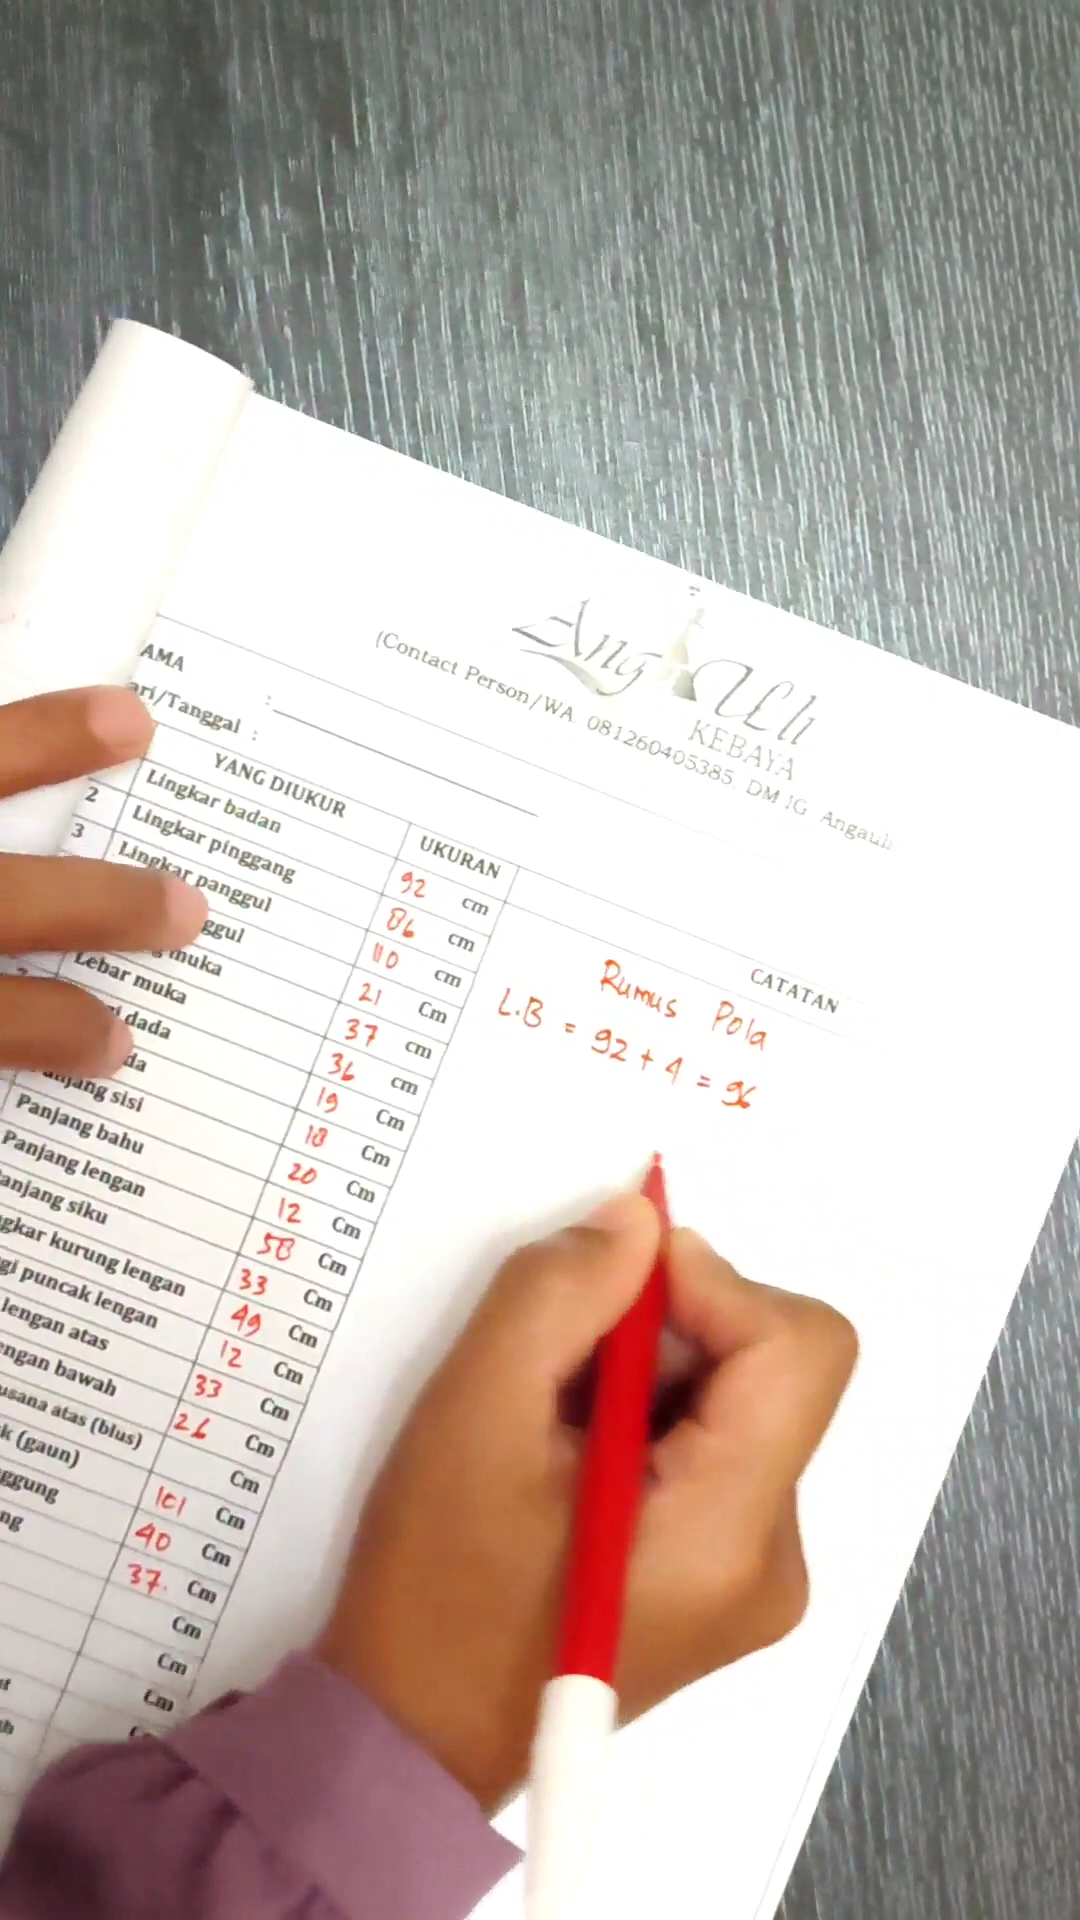 Ang Uli
KEBAYA
(Contact Person/WA. 081260405385, DM IG Angauli
AMA :
ari/Tanggal :
YANG DIUKUR UKURAN CATATAN
Lingkar badan 92 cm
2 Lingkar pinggang 86 cm
3 Lingkar panggul 110 cm
ggul 21 Cm
muka 37 cm
Lebar muka 36 cm
dada 19 Cm
da 18 Cm
Panjang sisi 20 Cm
Panjang bahu 12 Cm
Panjang lengan 58 Cm
anjang siku 33 Cm
gkar kurung lengan 49 Cm
gi puncak lengan 12 Cm
lengan atas 33 Cm
engan bawah 26 Cm
usana atas (blus) Cm
k (gaun) 101 Cm
ggung 40 Cm
ng 37. Cm
Cm
Cm
Cm
Rumus Pola
L.B = 92 + 4 = 96